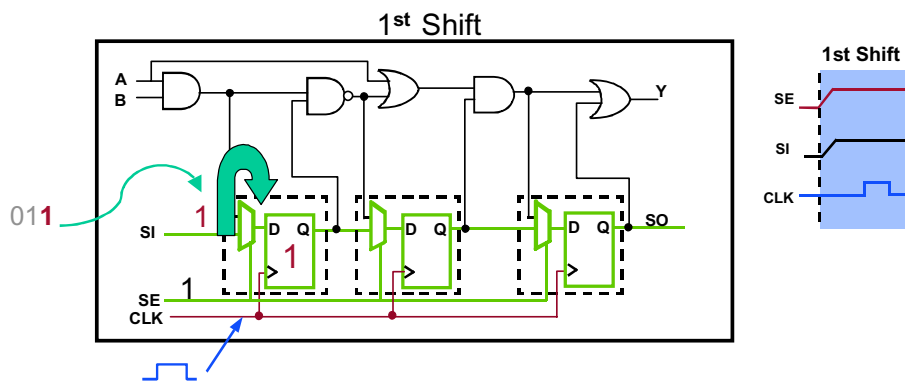 1st Shift
1st Shift
A
B
Y
SE
SI
CLK
011
1
SI
D Q
1
D Q
D Q
SO
SE
1
CLK